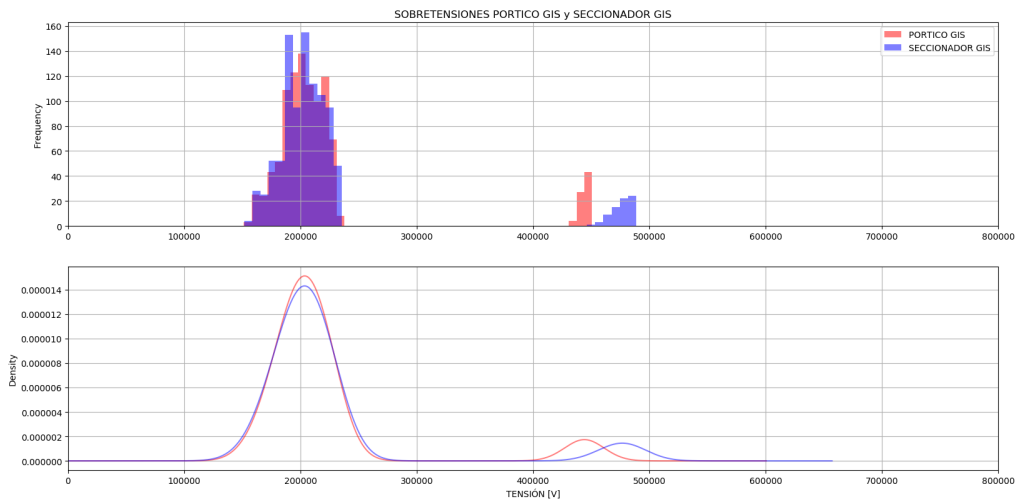 SOBRETENSIONES PORTICO GIS y SECCIONADOR GIS
160
140
120
100
80
60
40
20
0
Frequency
PORTICO GIS
SECCIONADOR GIS
0 100000 200000 300000 400000 500000 600000 700000 800000
0.000014
0.000012
0.000010
0.000008
0.000006
0.000004
0.000002
0.000000
Density
0 100000 200000 300000 400000 500000 600000 700000 800000
TENSIÓN [V]